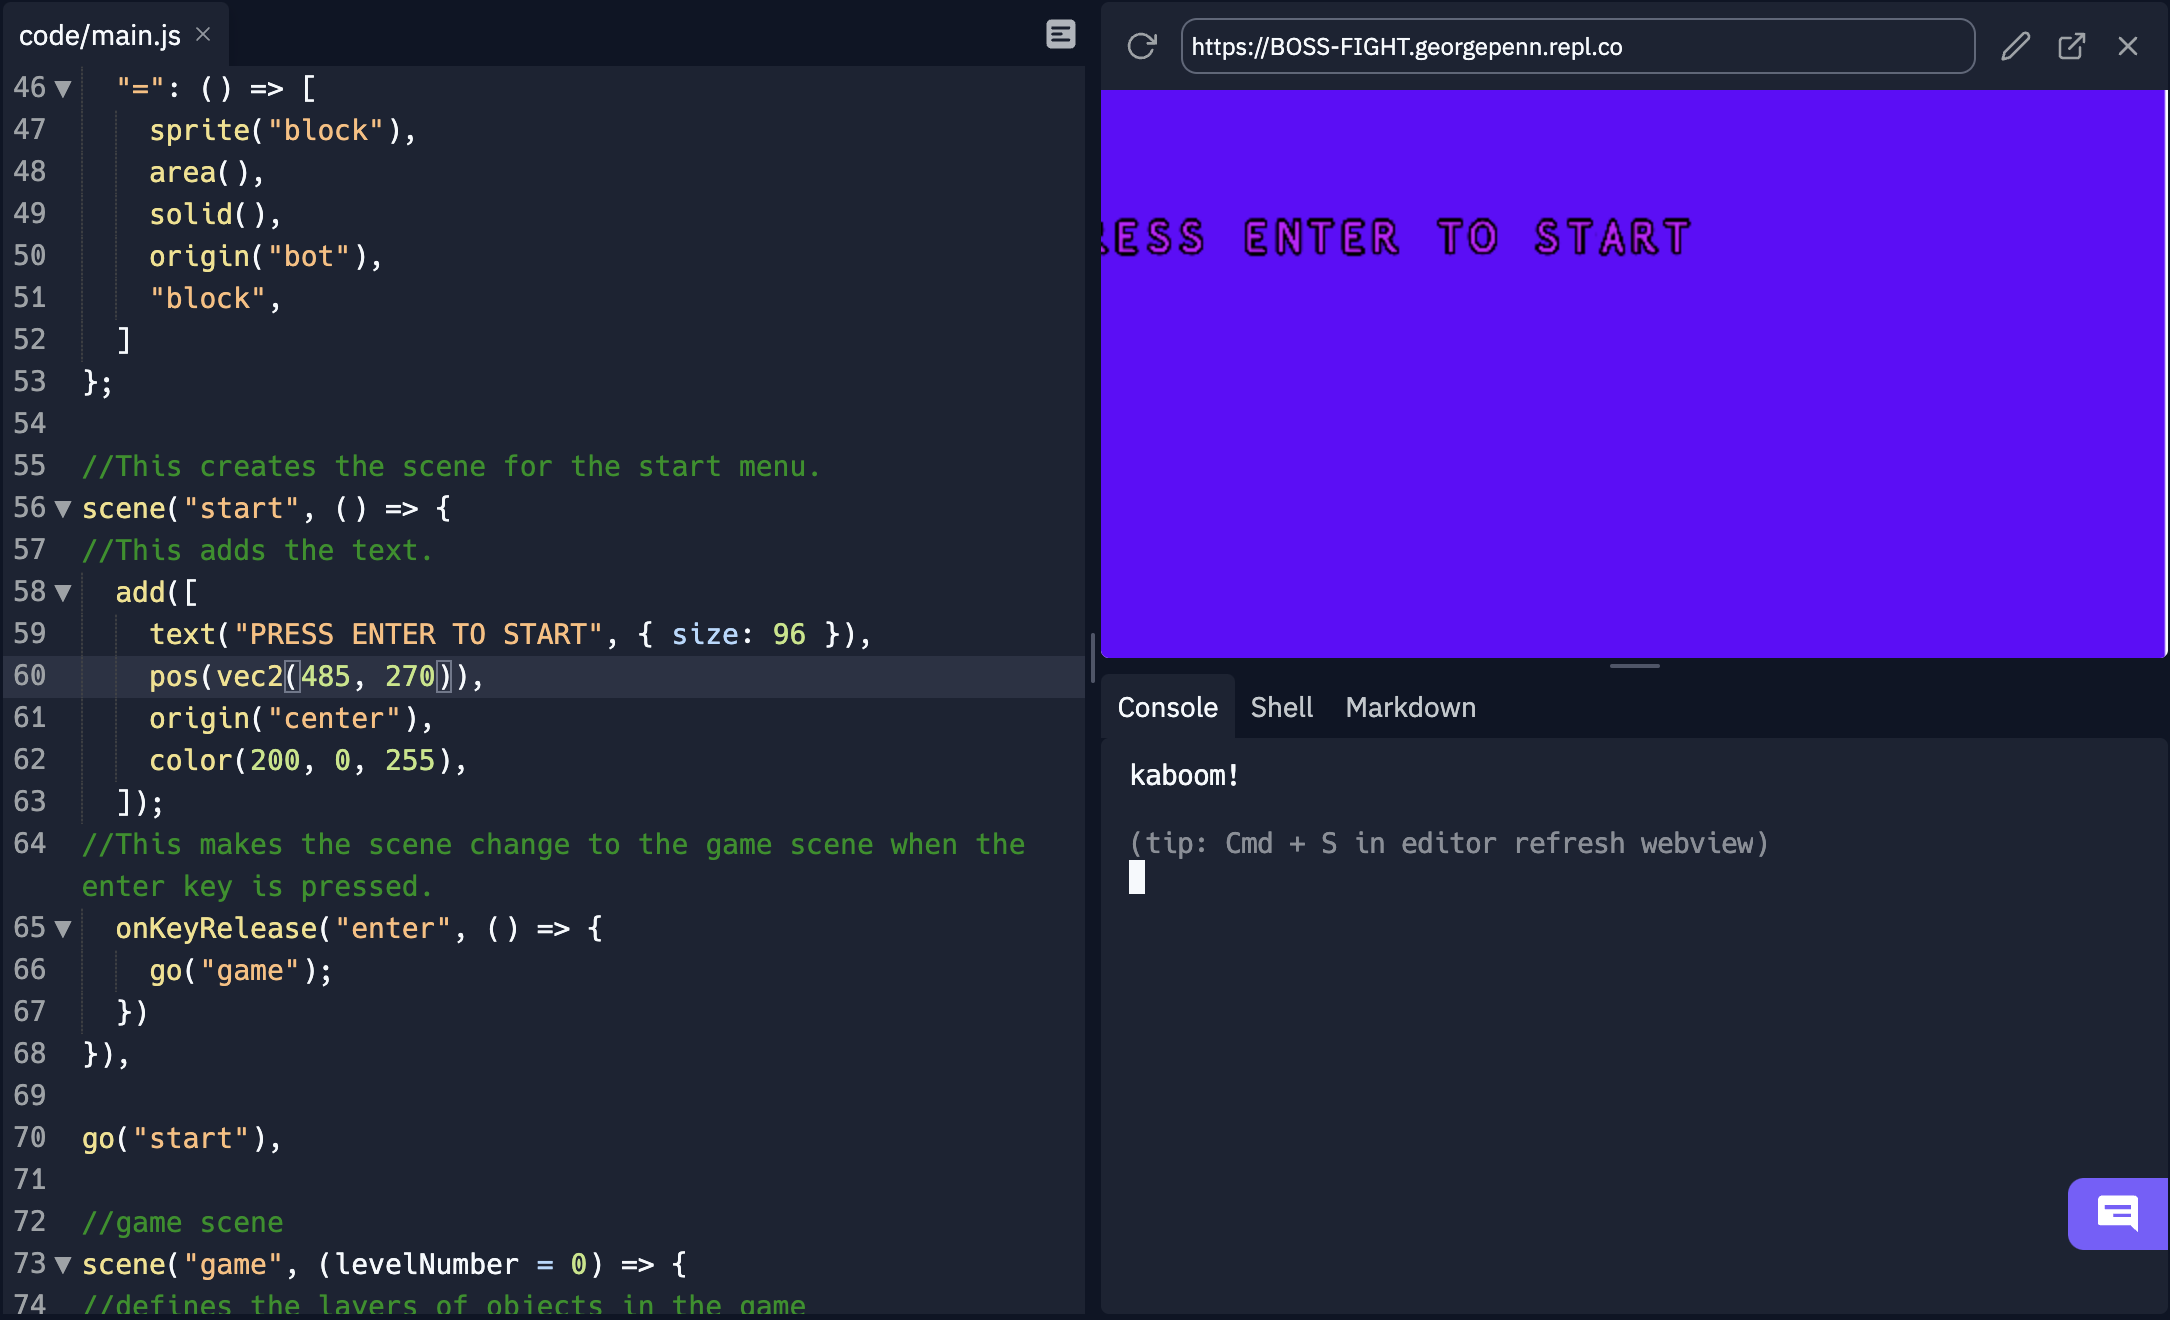 code/main.js
46 "=": () => [
47 sprite("block"),
48 area(),
49 solid(),
50 origin("bot"),
51 "block",
52 ]
53 };
54
55 //This creates the scene for the start menu.
56 scene("start", () => {
57 //This adds the text.
58 add([
59 text("PRESS ENTER TO START", { size: 96 }),
60 pos(vec2(485, 270)),
61 origin("center"),
62 color(200, 0, 255),
63 ]);
64 //This makes the scene change to the game scene when the
enter key is pressed.
65 onKeyRelease("enter", () => {
66 go("game");
67 })
68 }),
69
70 go("start"),
71
72 //game scene
73 scene("game", (levelNumber = 0) => {
74 //defines the layers of objects in the game
https://BOSS-FIGHT.georgepenn.repl.co
RESS ENTER TO START
Console Shell Markdown
kaboom!
(tip: Cmd + S in editor refresh webview)